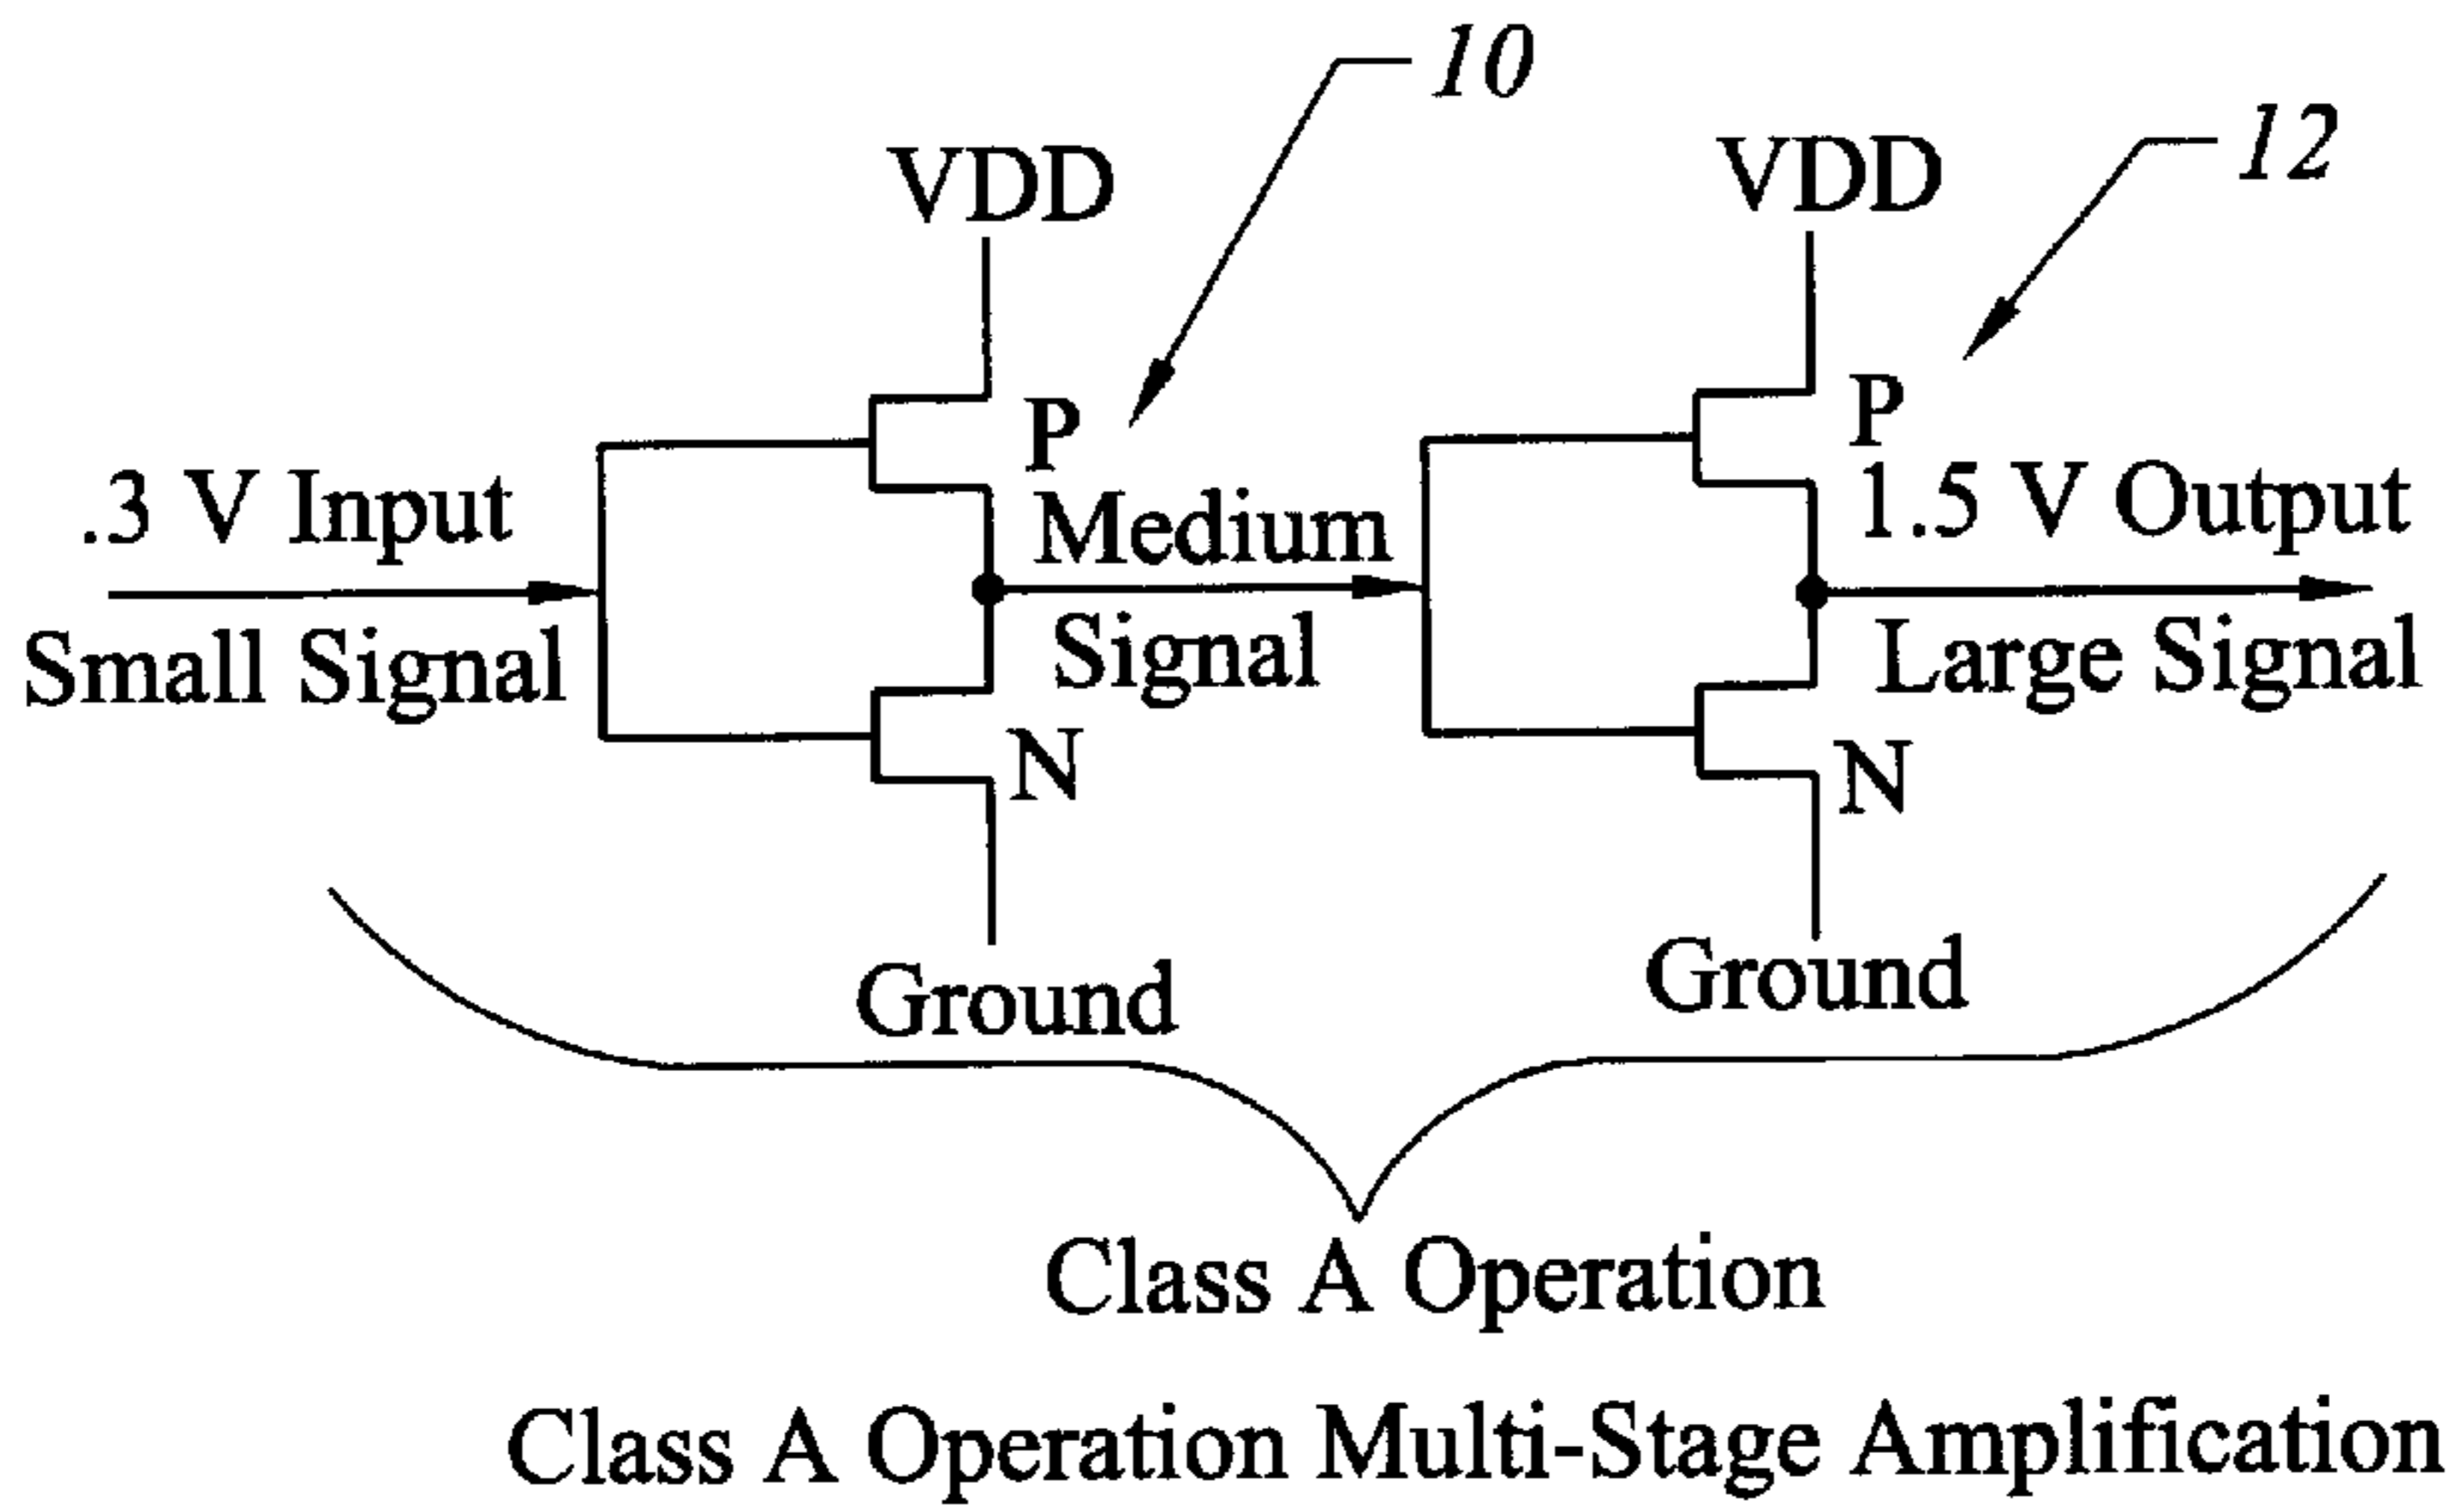 10
12
VDD
VDD
P
P
.3 V Input
Medium
1.5 V Output
Small Signal
Signal
Large Signal
N
N
Ground
Ground
Class A Operation
Class A Operation Multi-Stage Amplification